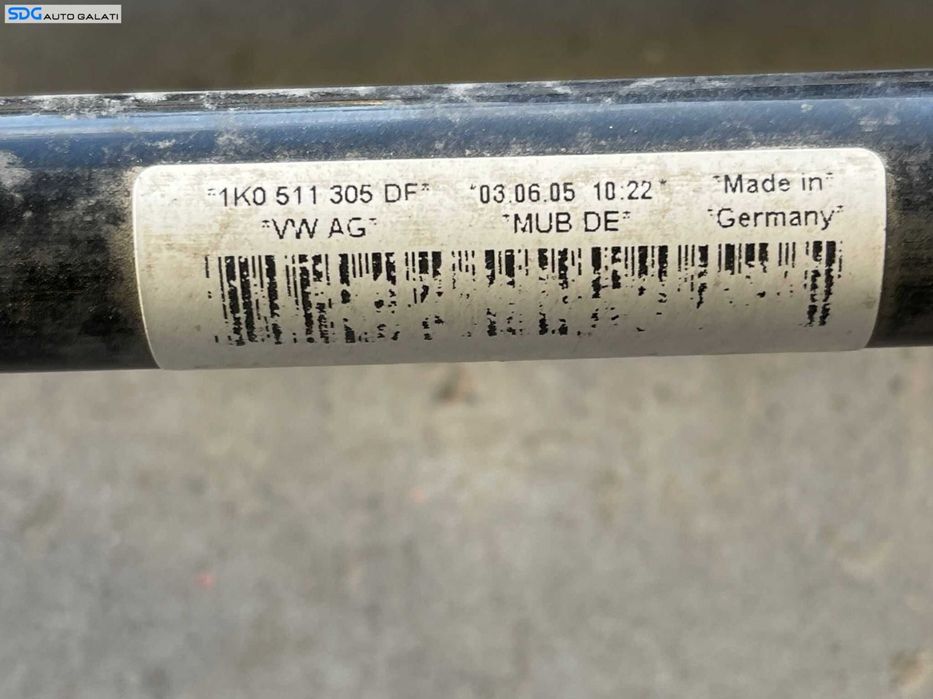 SDG AUTO GALATI
*1K0 511 305 DF* *03.06.05 10:22* *Made in*
*VW AG* *MUB DE* *Germany*